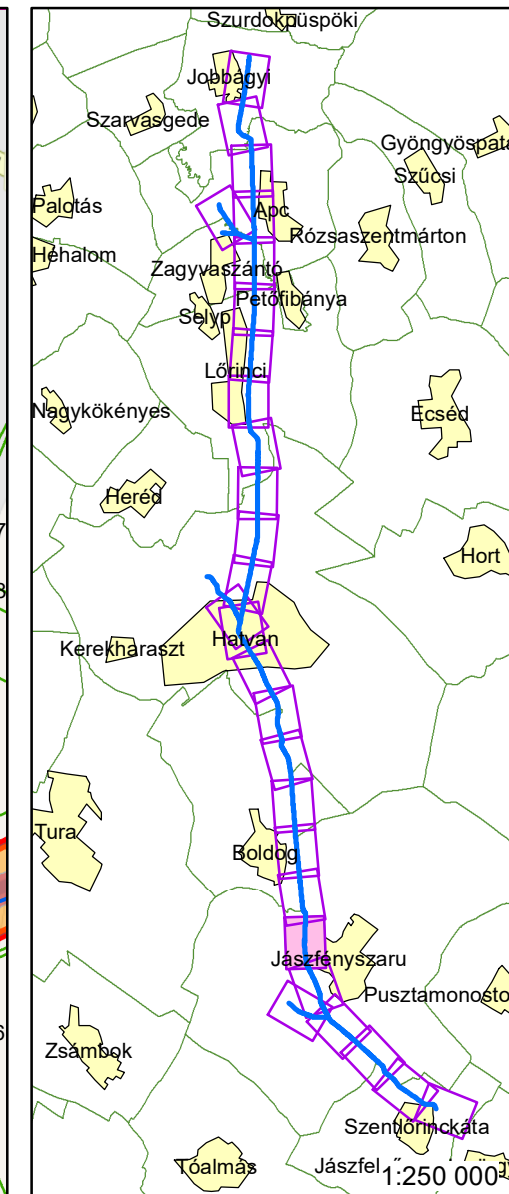 Szurdokpüspöki
Jobbágyi
Szarvasgede
Gyöngyöspata
Szűcsi
Palotás
Apc
Rózsaszentmárton
Héhalom
Zagyvaszántó
Petőfibánya
Selyp
Lőrinci
Nagykökényes
Ecséd
Heréd
Hort
Hatvan
Kerekharaszt
Tura
Boldog
Jászfényszaru
Pusztamonosto
Zsámbok
Szentlőrinckáta
Tóalmás
1:250 000